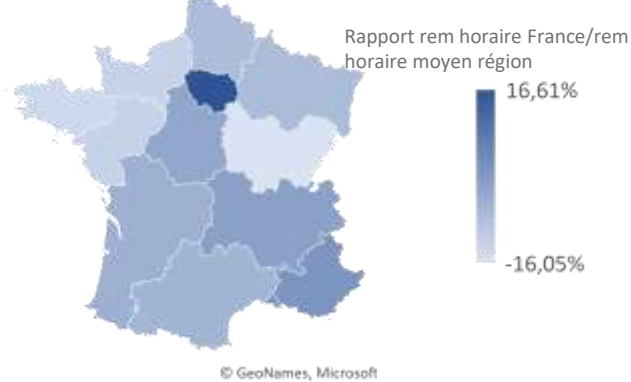 Rapport rem horaire France/rem
horaire moyen région
16,61%
-16,05%
© GeoNames, Microsoft